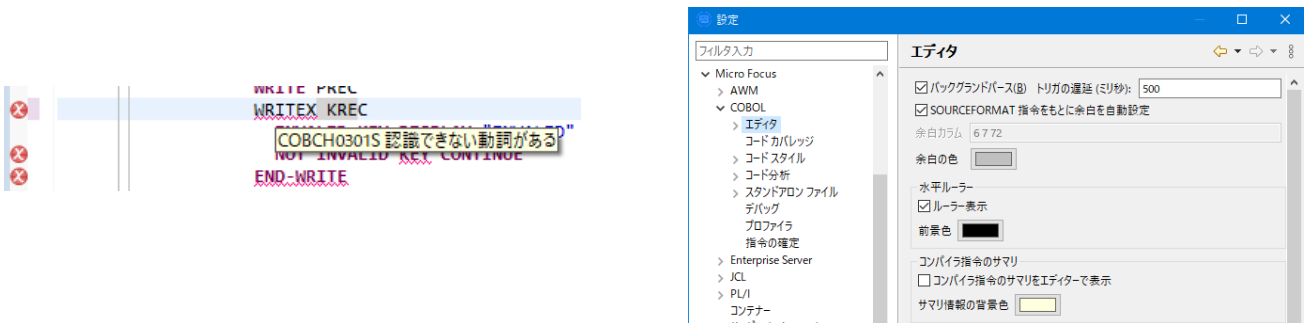 WRITE PREC
WRITEX KREC
COBCH0301S 認識できない動詞がある
NOT INVALID KEY CONTINUE
END-WRITE
設定
フィルタ入力
Micro Focus
AWM
COBOL
エディタ
コード カバレッジ
コード スタイル
コード分析
スタンドアロン ファイル
デバッグ
プロファイラ
指令の確定
Enterprise Server
JCL
PL/I
コンテナー
エディタ
バックグランドパース(B) トリガの遅延 (ミリ秒): 500
SOURCEFORMAT 指令をもとに余白を自動設定
余白カラム 6 7 72
余白の色
水平ルーラー
ルーラー表示
前景色
コンパイラ指令のサマリ
コンパイラ指令のサマリをエディターで表示
サマリ情報の背景色